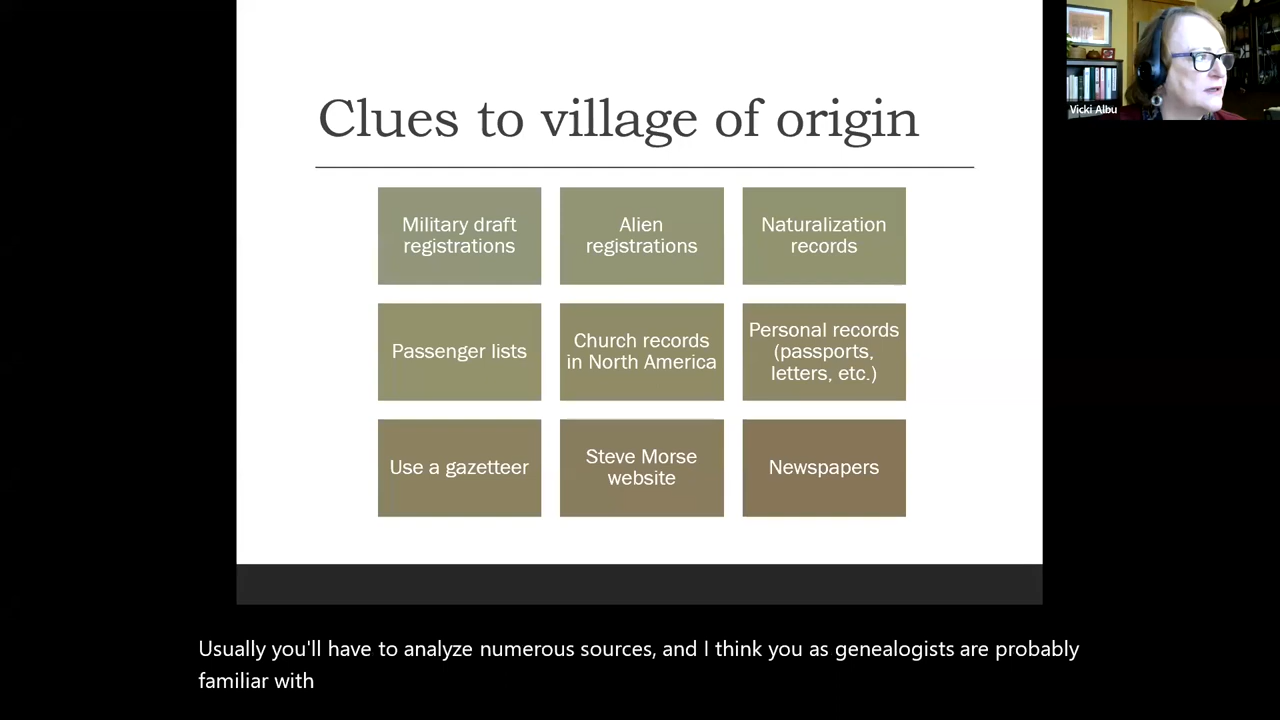 Clues to village of origin
Military draft
registrations
Alien
registrations
Naturalization
records
Passenger lists
Church records
in North America
Personal records
(passports,
letters, etc.)
Use a gazetteer
Steve Morse
website
Newspapers
Vicki Albu
Usually you'll have to analyze numerous sources, and I think you as genealogists are probably
familiar with